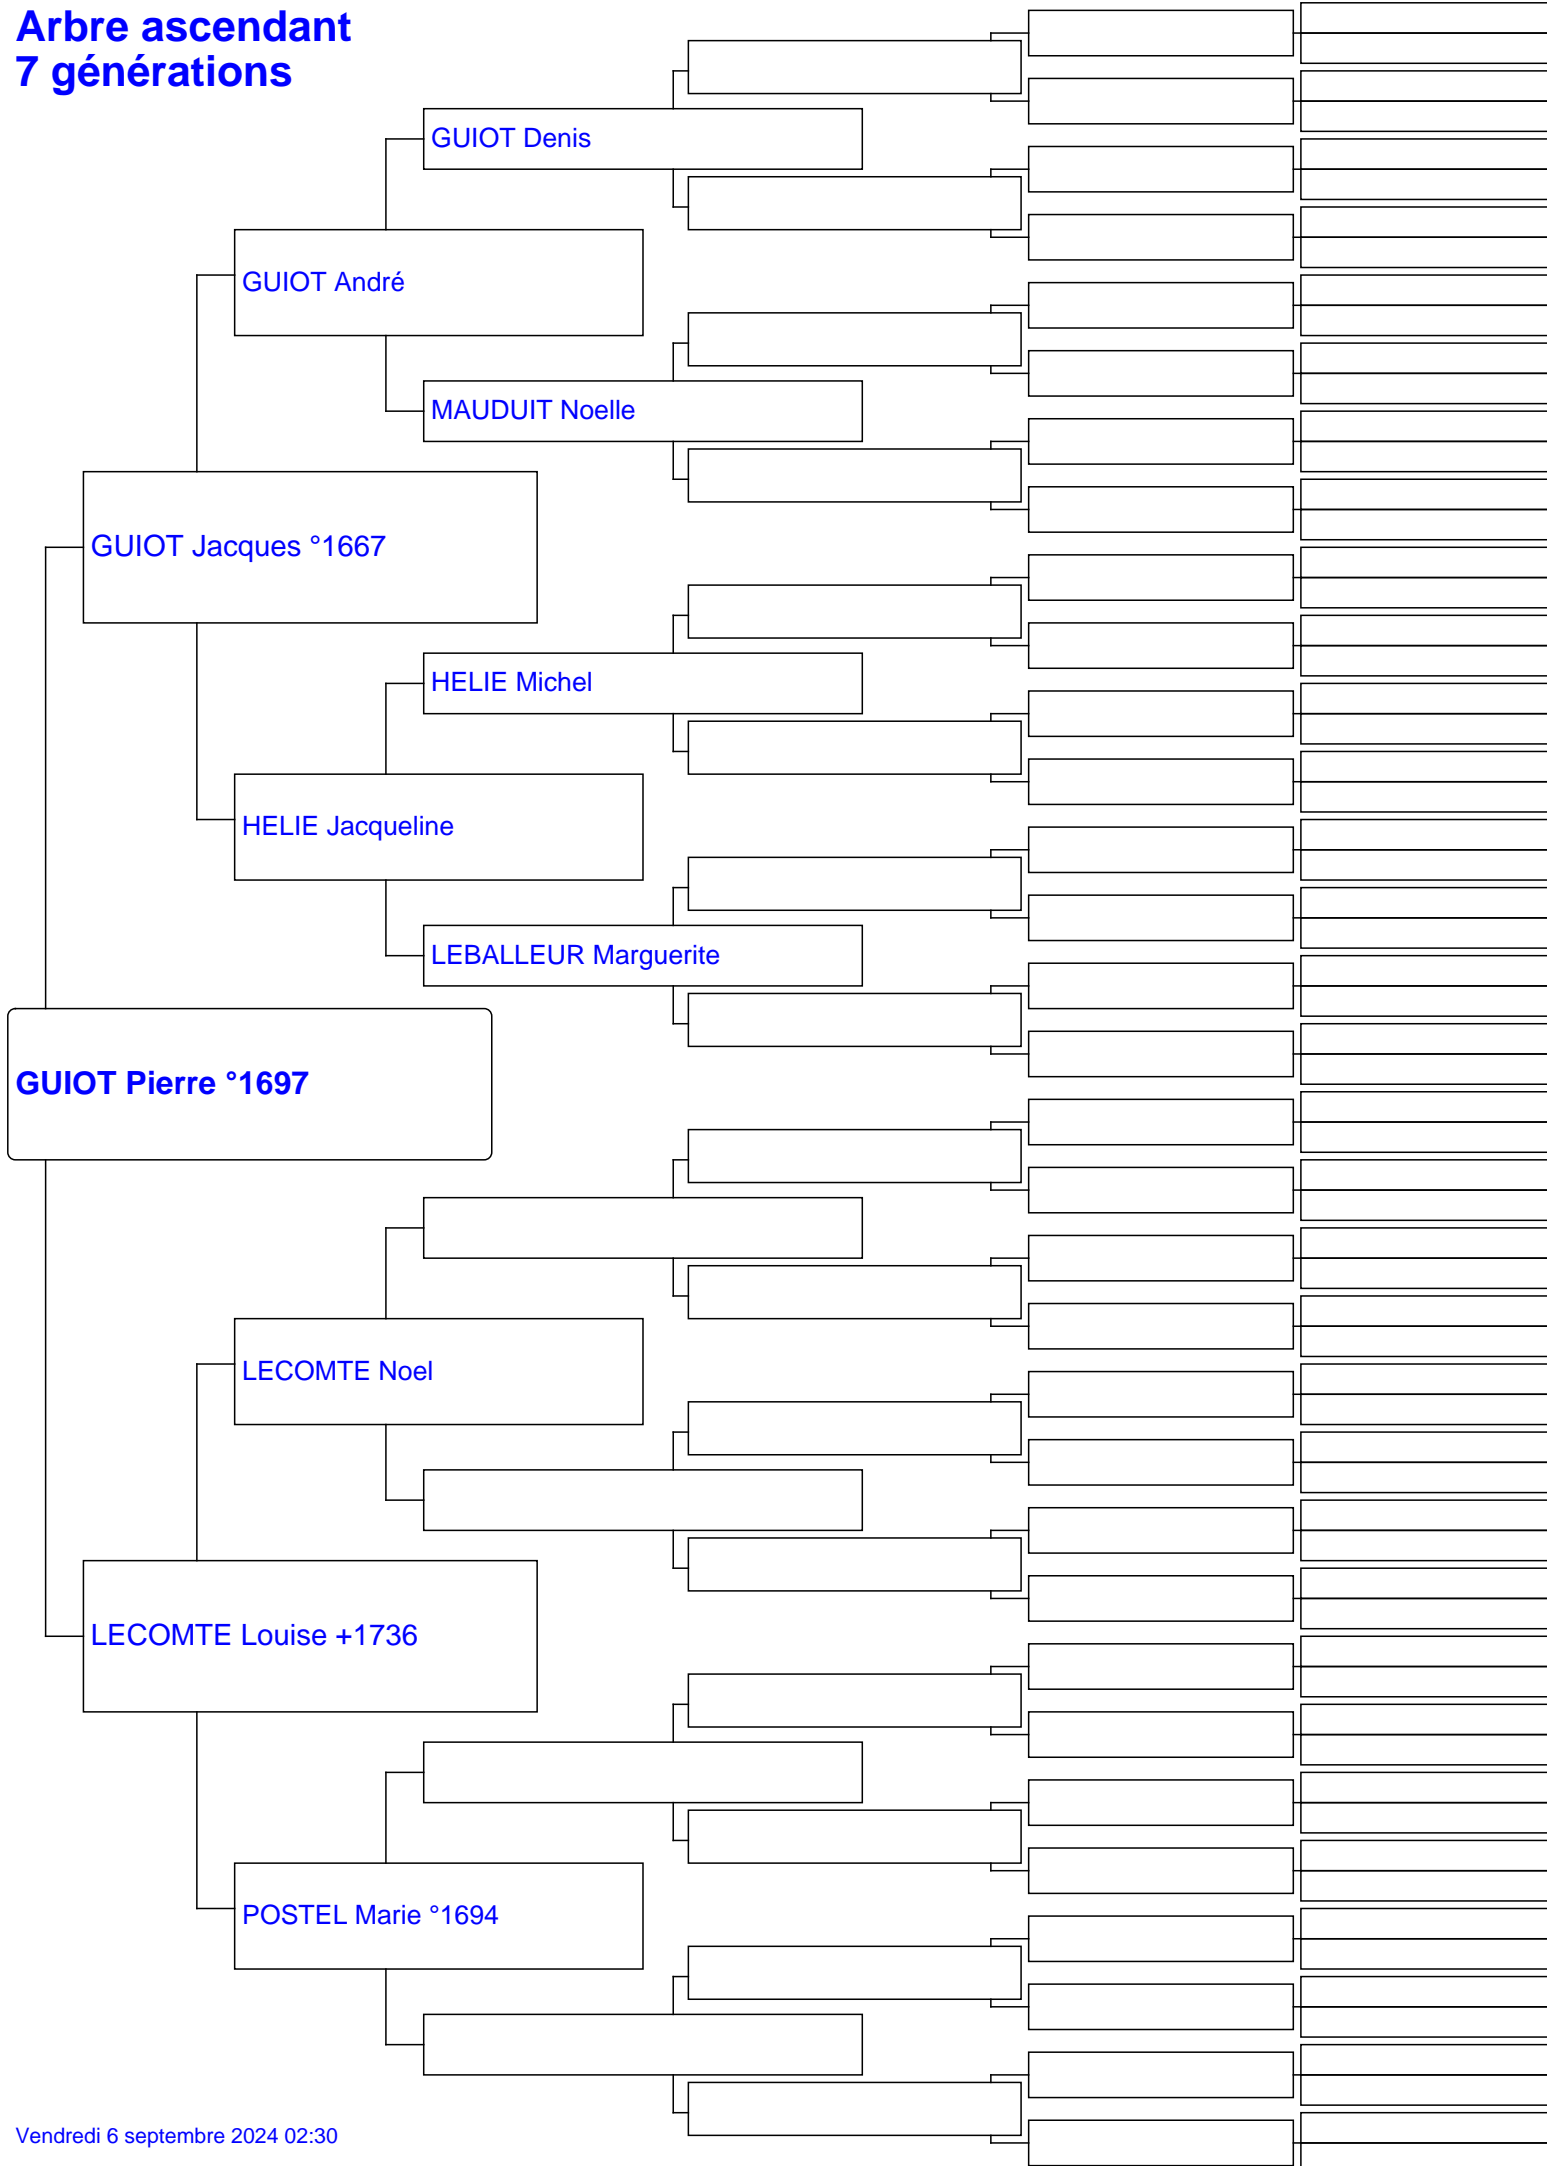 Arbre ascendant
7 générations
GUIOT Denis
GUIOT André
MAUDUIT Noelle
GUIOT Jacques °1667
HELIE Michel
HELIE Jacqueline
LEBALLEUR Marguerite
GUIOT Pierre °1697
LECOMTE Noel
LECOMTE Louise +1736
POSTEL Marie °1694
Vendredi 6 septembre 2024 02:30